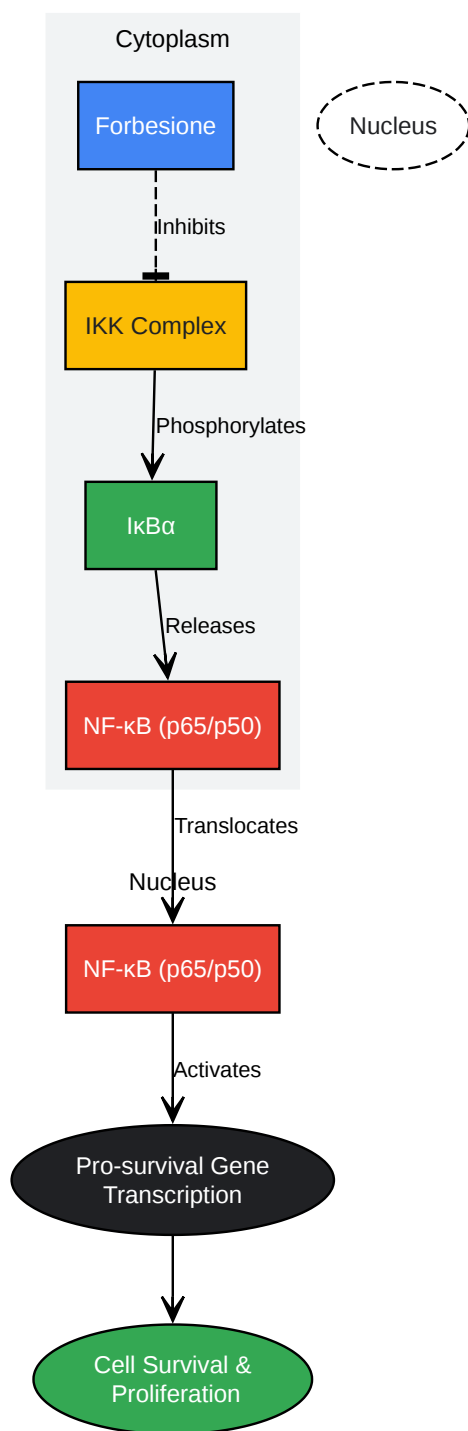 Cytoplasm
Forbesione
Nucleus
Inhibits
IKK Complex
Phosphorylates
IκBα
Releases
NF-κB (p65/p50)
Translocates
Nucleus
NF-κB (p65/p50)
Activates
Pro-survival Gene
Transcription
Cell Survival &
Proliferation